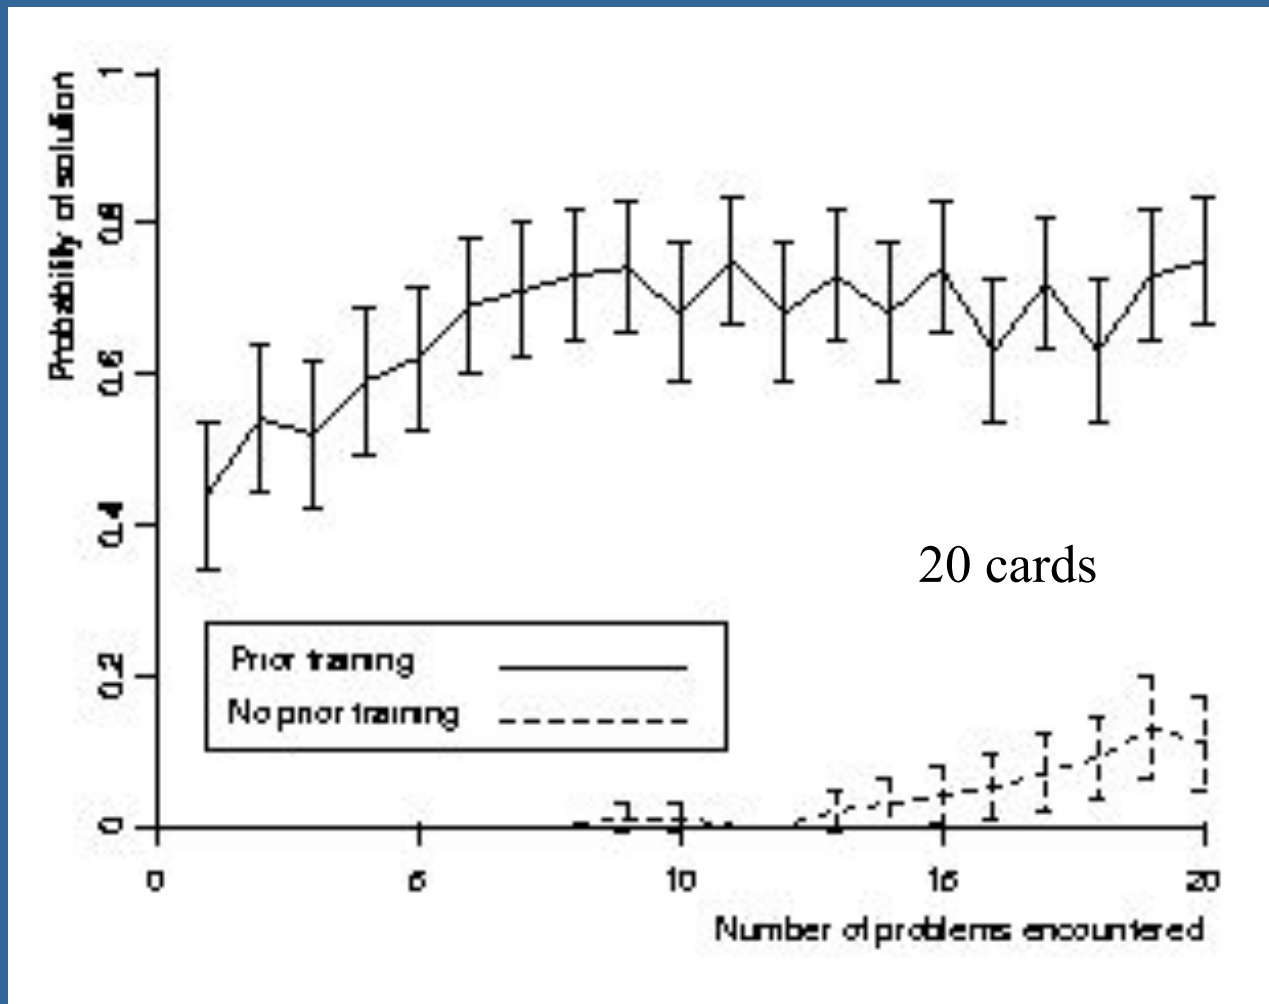 Probability of solution
1
0.8
0.6
0.4
0.2
0
20 cards
Prior training
No prior training
0
5
10
15
20
Number of problems encountered